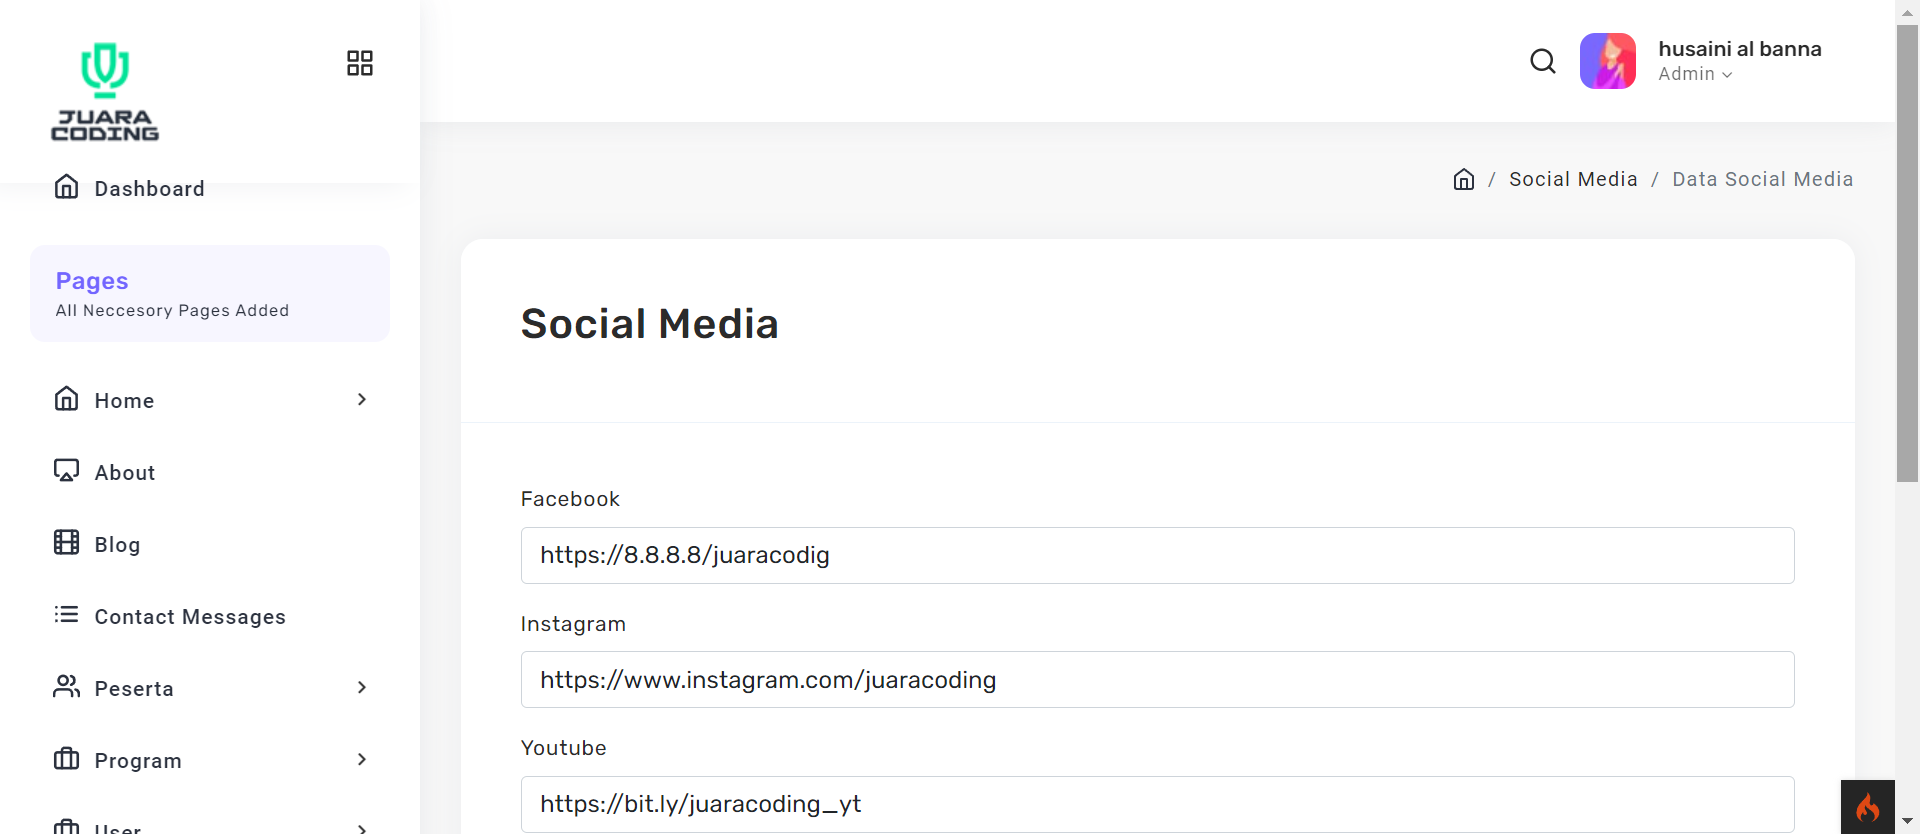 JUARA
CODING
husaini al banna
Admin
Dashboard
/ Social Media / Data Social Media
Pages
All Neccesory Pages Added
Home
About
Blog
Contact Messages
Peserta
Program
User
Social Media
Facebook
https://8.8.8.8/juaracodig
Instagram
https://www.instagram.com/juaracoding
Youtube
https://bit.ly/juaracoding_yt